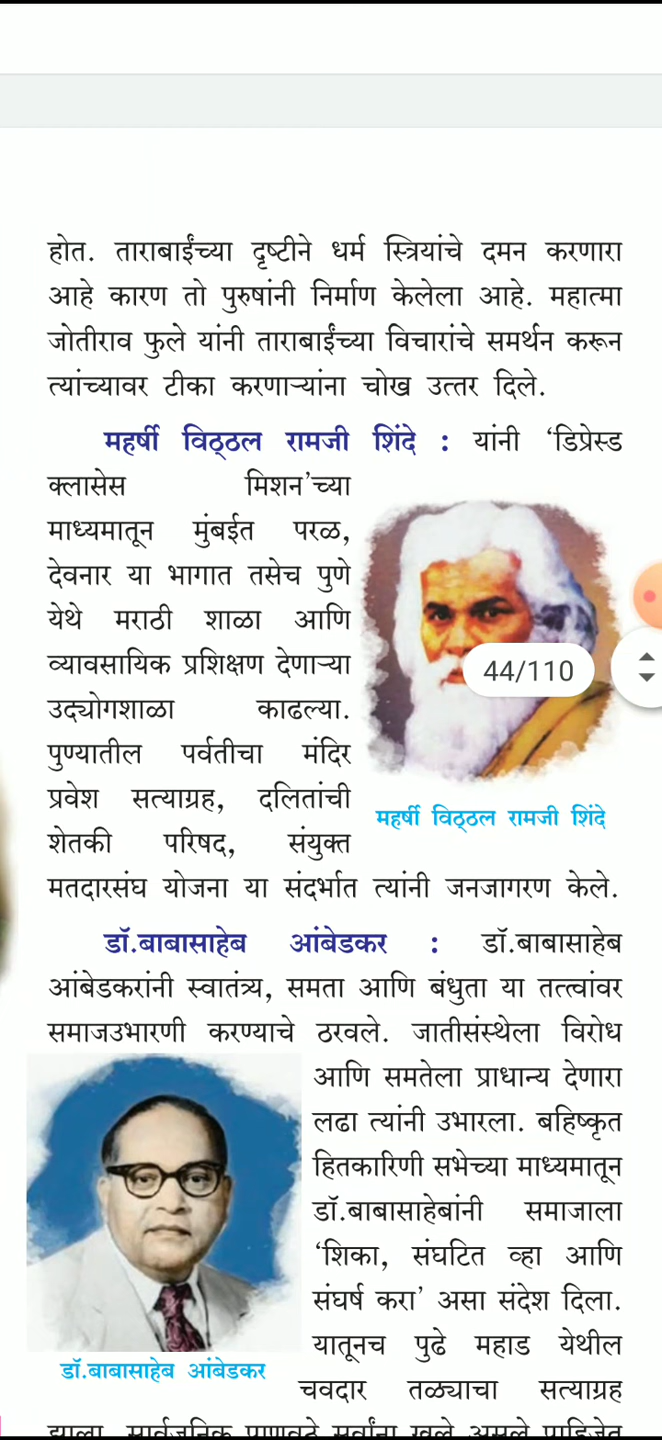 होत. ताराबाईंच्या दृष्टीने धर्म स्त्रियांचे दमन करणारा
आहे कारण तो पुरुषांनी निर्माण केलेला आहे. महात्मा
जोतीराव फुले यांनी ताराबाईंच्या विचारांचे समर्थन करून
त्यांच्यावर टीका करणाऱ्यांना चोख उत्तर दिले.
महर्षी विठ्ठल रामजी शिंदे : यांनी ‘डिप्रेस्ड
क्लासेस मिशन’च्या
माध्यमातून मुंबईत परळ,
देवनार या भागात तसेच पुणे
येथे मराठी शाळा आणि
व्यावसायिक प्रशिक्षण देणाऱ्या
उद्योगशाळा काढल्या.
पुण्यातील पर्वतीचा मंदिर
प्रवेश सत्याग्रह, दलितांची
शेतकी परिषद, संयुक्त
मतदारसंघ योजना या संदर्भात त्यांनी जनजागरण केले.
44/110
महर्षी विठ्ठल रामजी शिंदे
डॉ.बाबासाहेब आंबेडकर : डॉ.बाबासाहेब
आंबेडकरांनी स्वातंत्र्य, समता आणि बंधुता या तत्त्वांवर
समाजउभारणी करण्याचे ठरवले. जातीसंस्थेला विरोध
आणि समतेला प्राधान्य देणारा
लढा त्यांनी उभारला. बहिष्कृत
हितकारिणी सभेच्या माध्यमातून
डॉ.बाबासाहेबांनी समाजाला
‘शिका, संघटित व्हा आणि
संघर्ष करा’ असा संदेश दिला.
यातूनच पुढे महाड येथील
चवदार तळ्याचा सत्याग्रह
डॉ.बाबासाहेब आंबेडकर
झाला. सार्वजनिक पाणवठे सर्वांना खुले असले पाहिजेत